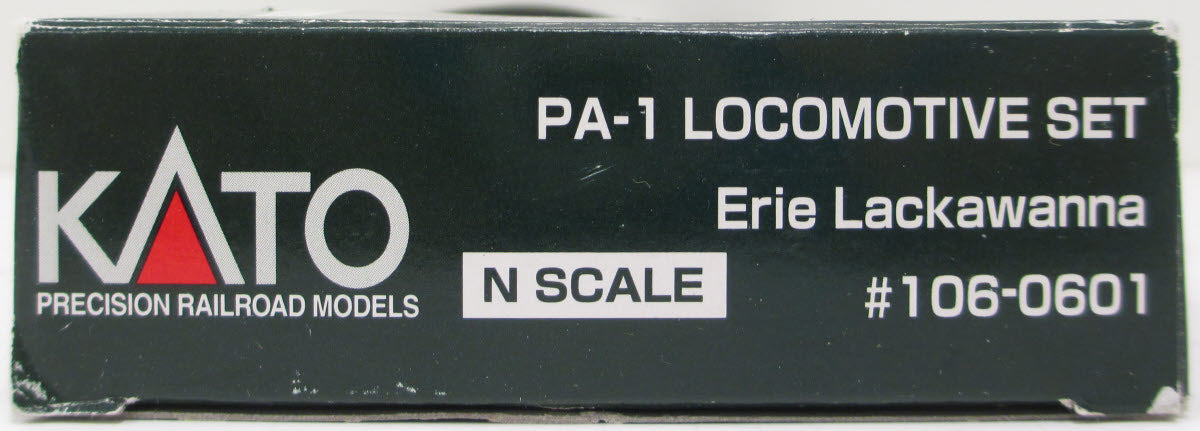 KATO
PRECISION RAILROAD MODELS
N SCALE
PA-1 LOCOMOTIVE SET
Erie Lackawanna
#106-0601